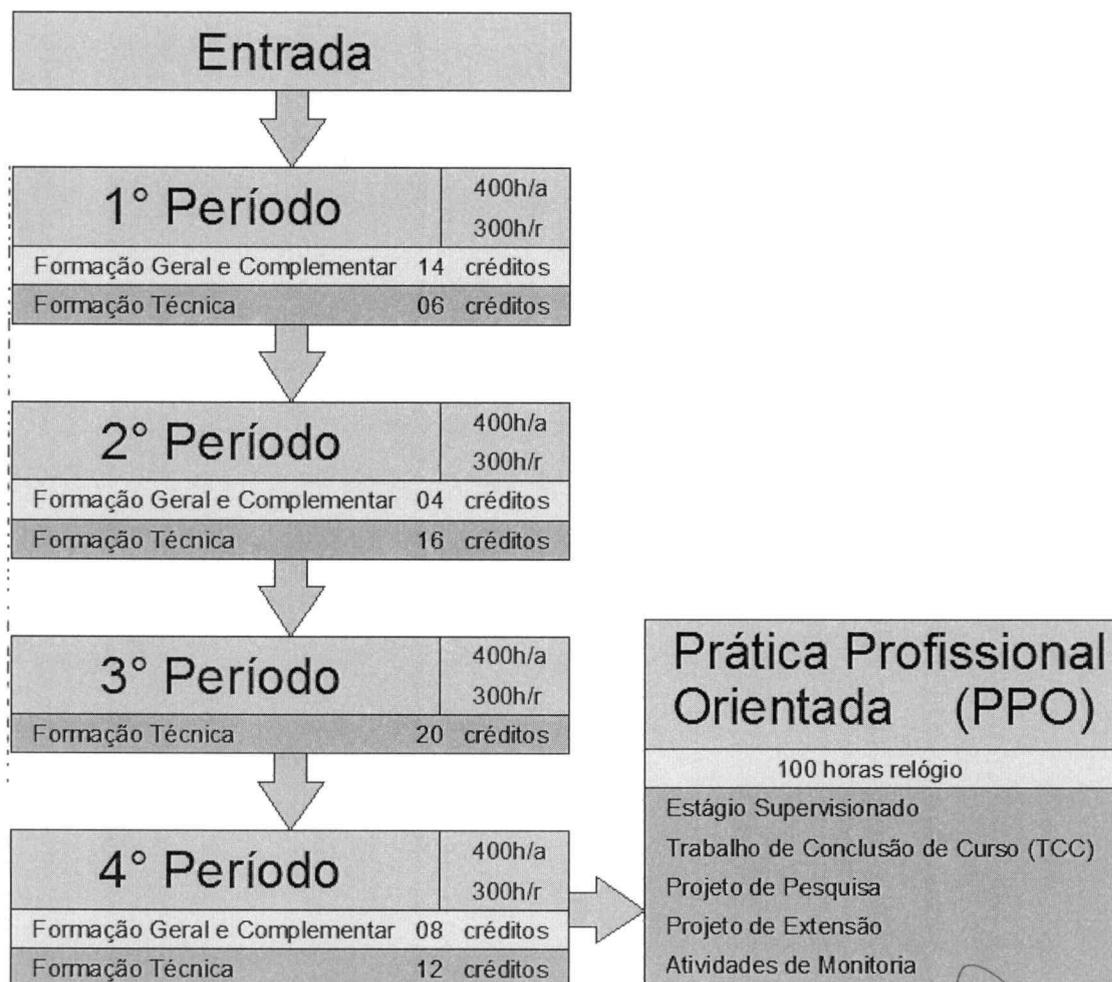 Entrada
1° Período
400h/a
300h/r
Formação Geral e Complementar 14 créditos
Formação Técnica 06 créditos
2° Período
400h/a
300h/r
Formação Geral e Complementar 04 créditos
Formação Técnica 16 créditos
3° Período
400h/a
300h/r
Formação Técnica 20 créditos
4° Período
400h/a
300h/r
Formação Geral e Complementar 08 créditos
Formação Técnica 12 créditos
Prática Profissional
Orientada (PPO)
100 horas relógio
Estágio Supervisionado
Trabalho de Conclusão de Curso (TCC)
Projeto de Pesquisa
Projeto de Extensão
Atividades de Monitoria